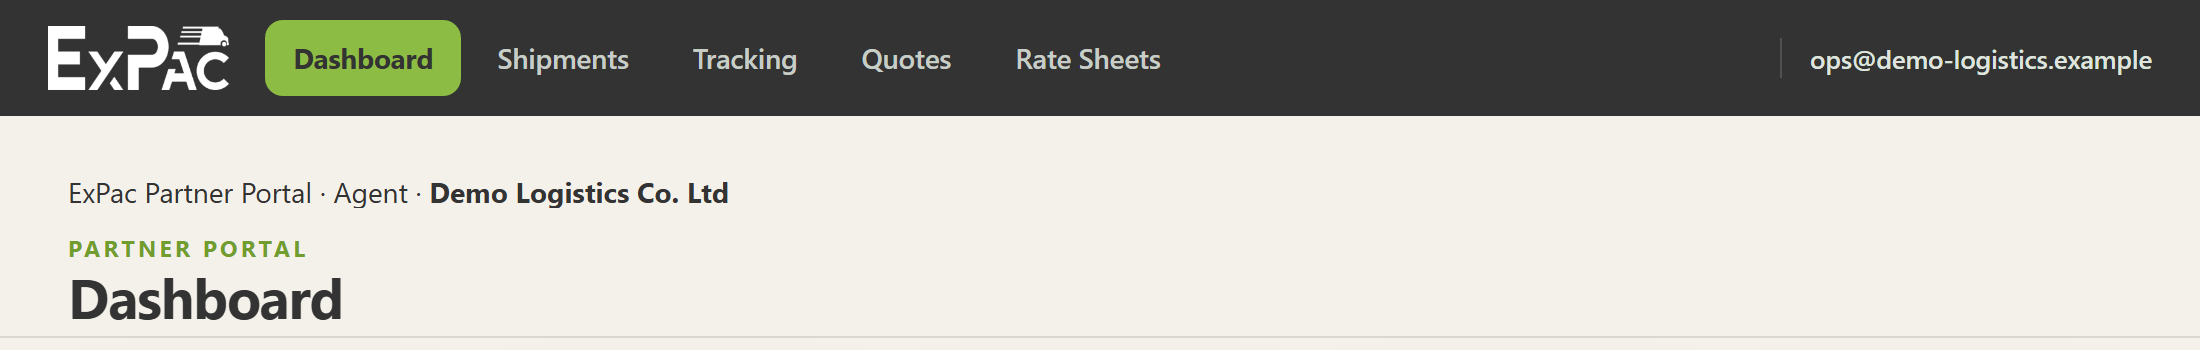 ExPac Dashboard Shipments Tracking Quotes Rate Sheets ops@demo-logistics.example
ExPac Partner Portal · Agent · Demo Logistics Co. Ltd
PARTNER PORTAL
Dashboard